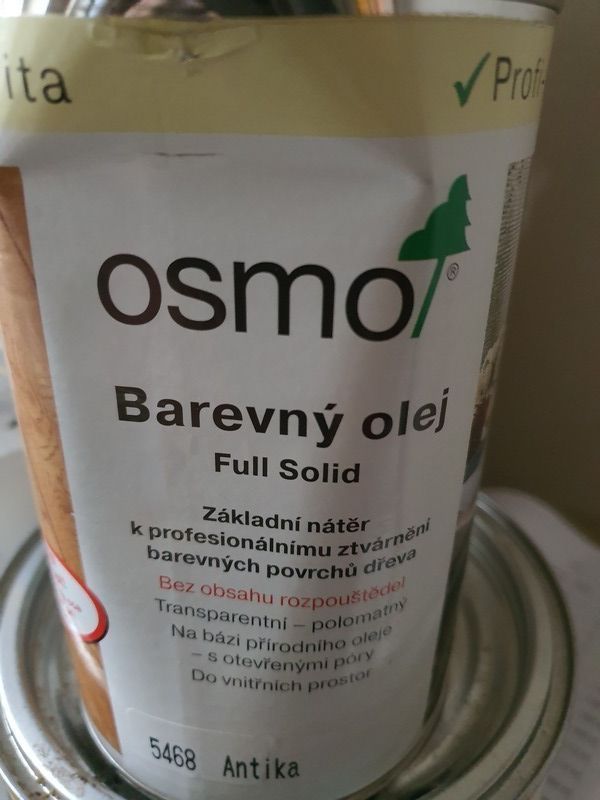 ita
✓ Profi-
osmo®
Barevný olej
Full Solid
Základní nátěr
k profesionálnímu ztvárnění
barevných povrchů dřeva
Bez obsahu rozpouštědel
Transparentní – polomatný
Na bázi přírodního oleje
– s otevřenými póry
Do vnitřních prostor
5468 Antika